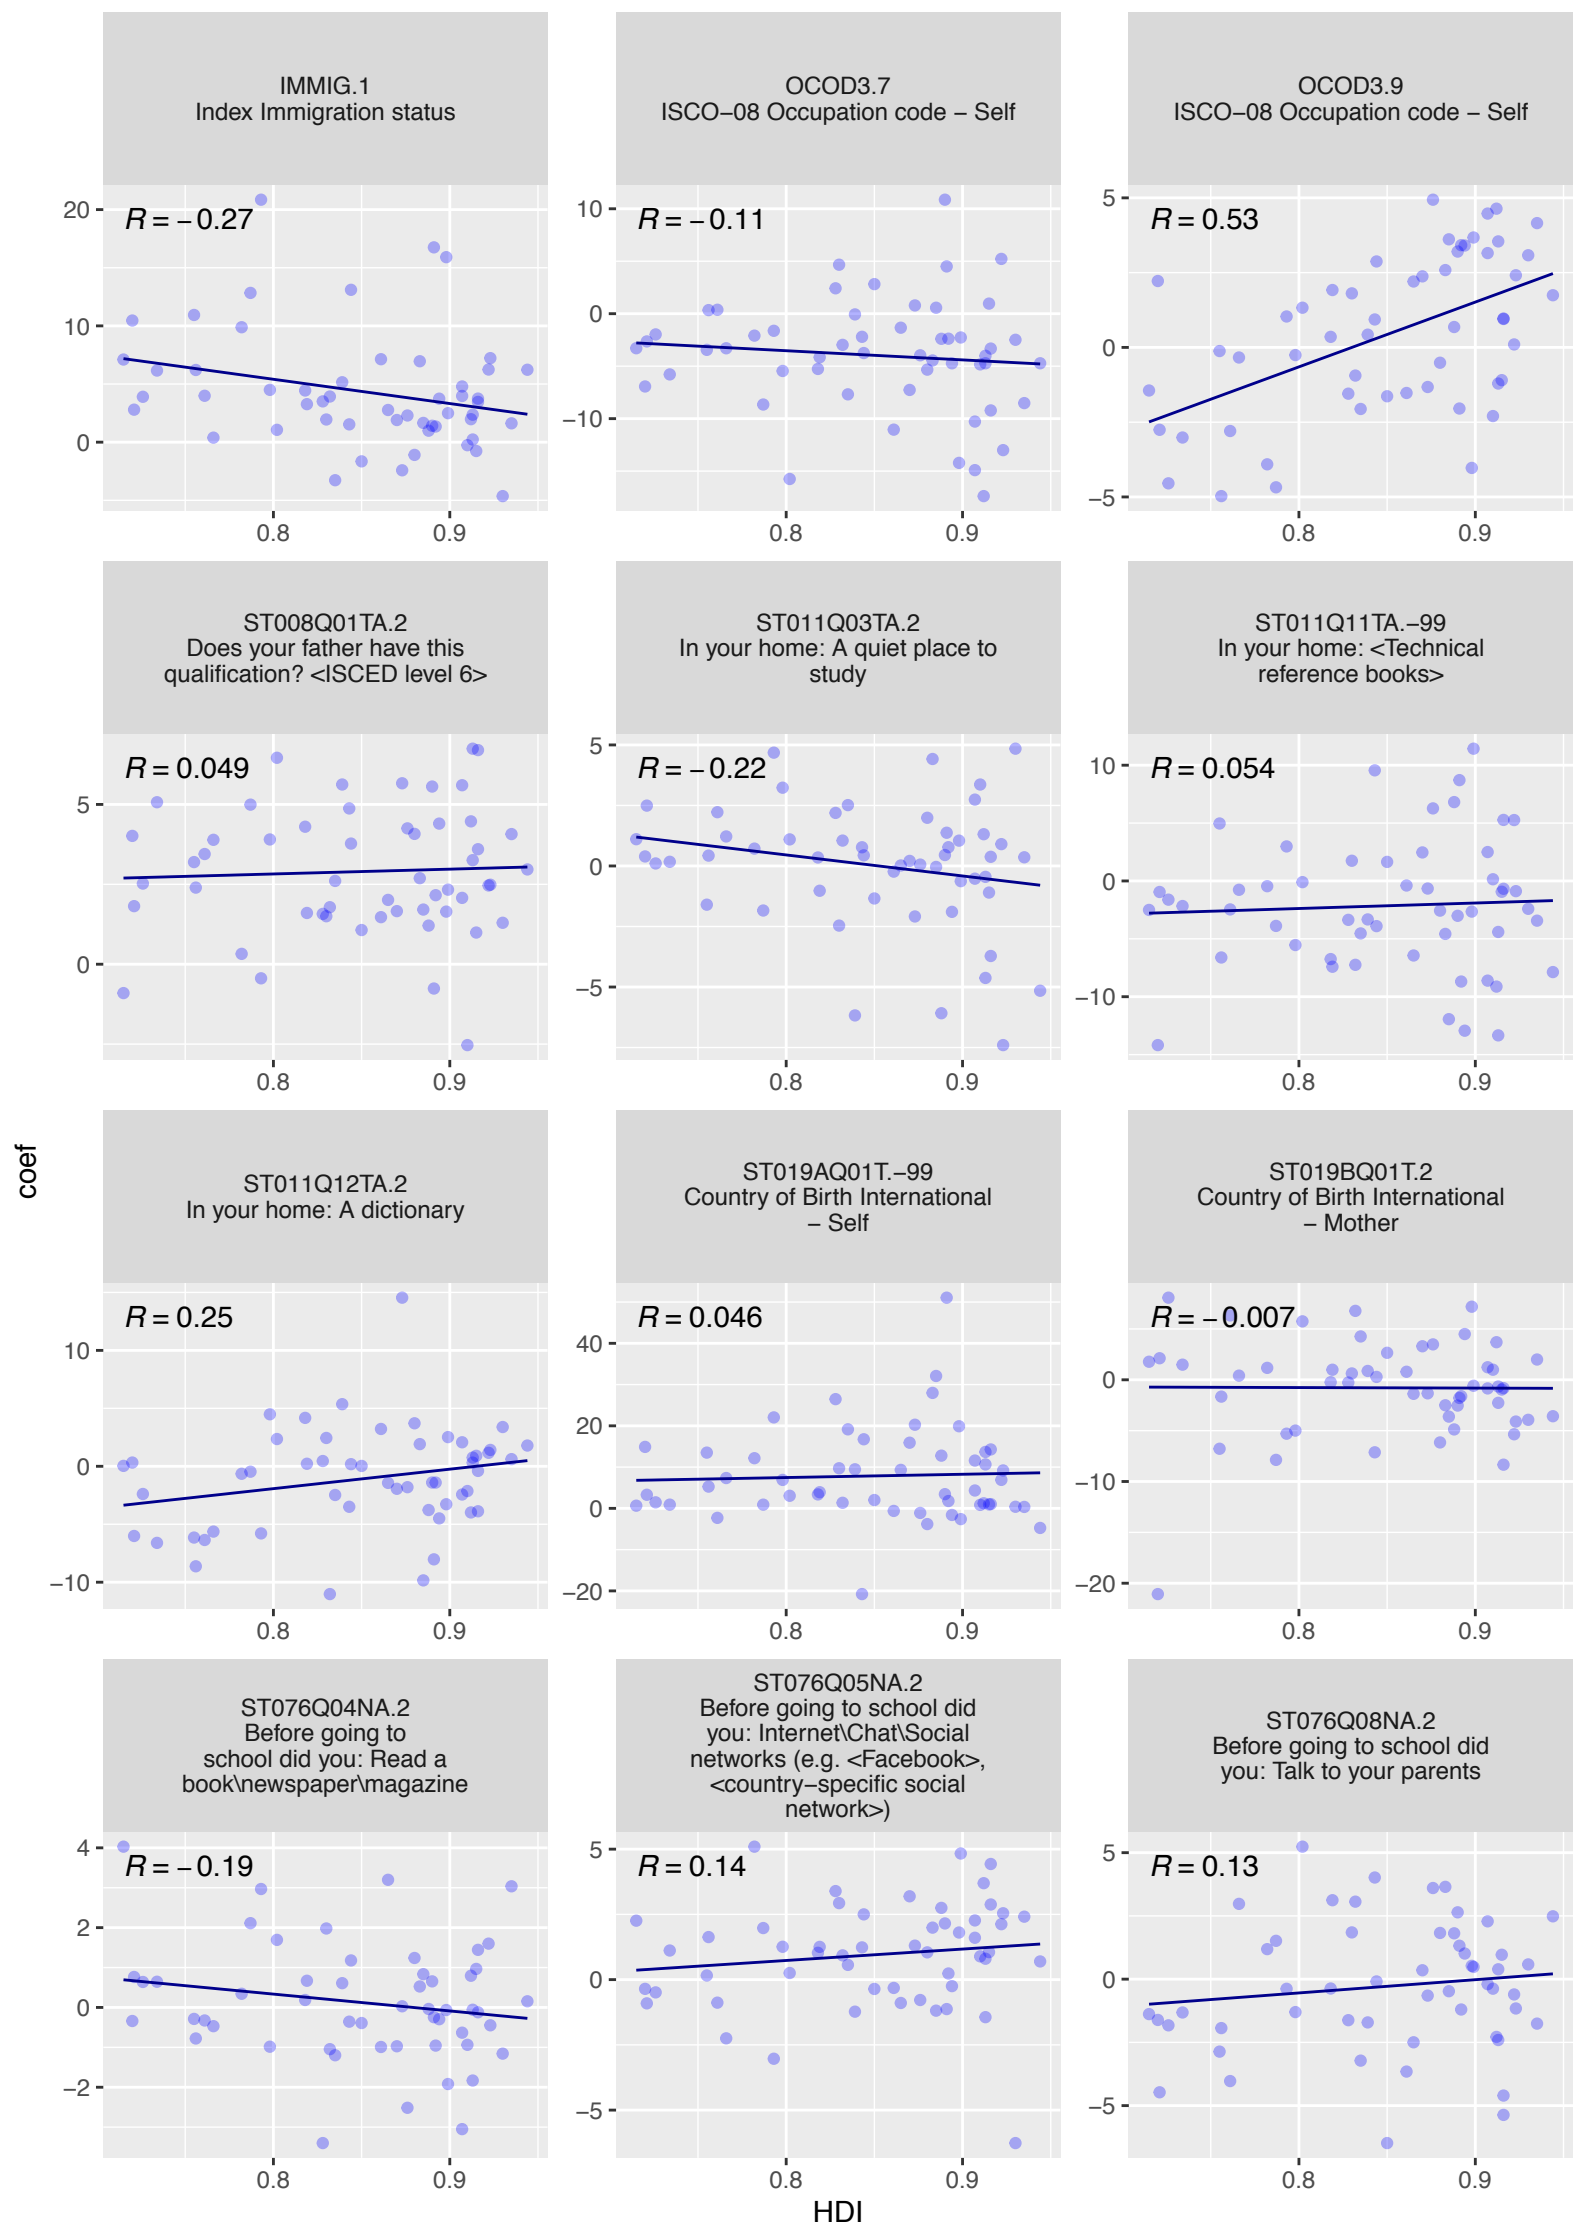 IMMIG.1
Index Immigration status
R = −0.27
20
10
0
0.8
0.9
OCOD3.7
ISCO−08 Occupation code − Self
R = −0.11
10
0
−10
0.8
0.9
OCOD3.9
ISCO−08 Occupation code − Self
R = 0.53
5
0
−5
0.8
0.9
ST008Q01TA.2
Does your father have this
qualification? <ISCED level 6>
R = 0.049
5
0
0.8
0.9
ST011Q03TA.2
In your home: A quiet place to
study
R = −0.22
5
0
−5
0.8
0.9
ST011Q11TA.−99
In your home: <Technical
reference books>
R = 0.054
10
0
−10
0.8
0.9
coef
ST011Q12TA.2
In your home: A dictionary
R = 0.25
10
0
−10
0.8
0.9
ST019AQ01T.−99
Country of Birth International
− Self
R = 0.046
40
20
0
−20
0.8
0.9
ST019BQ01T.2
Country of Birth International
− Mother
R = −0.007
0
−10
−20
0.8
0.9
ST076Q04NA.2
Before going to
school did you: Read a
book\newspaper\magazine
R = −0.19
4
2
0
−2
0.8
0.9
ST076Q05NA.2
Before going to school did
you: Internet\Chat\Social
networks (e.g. <Facebook>,
<country−specific social
network>)
R = 0.14
5
0
−5
0.8
0.9
ST076Q08NA.2
Before going to school did
you: Talk to your parents
R = 0.13
5
0
−5
0.8
0.9
HDI